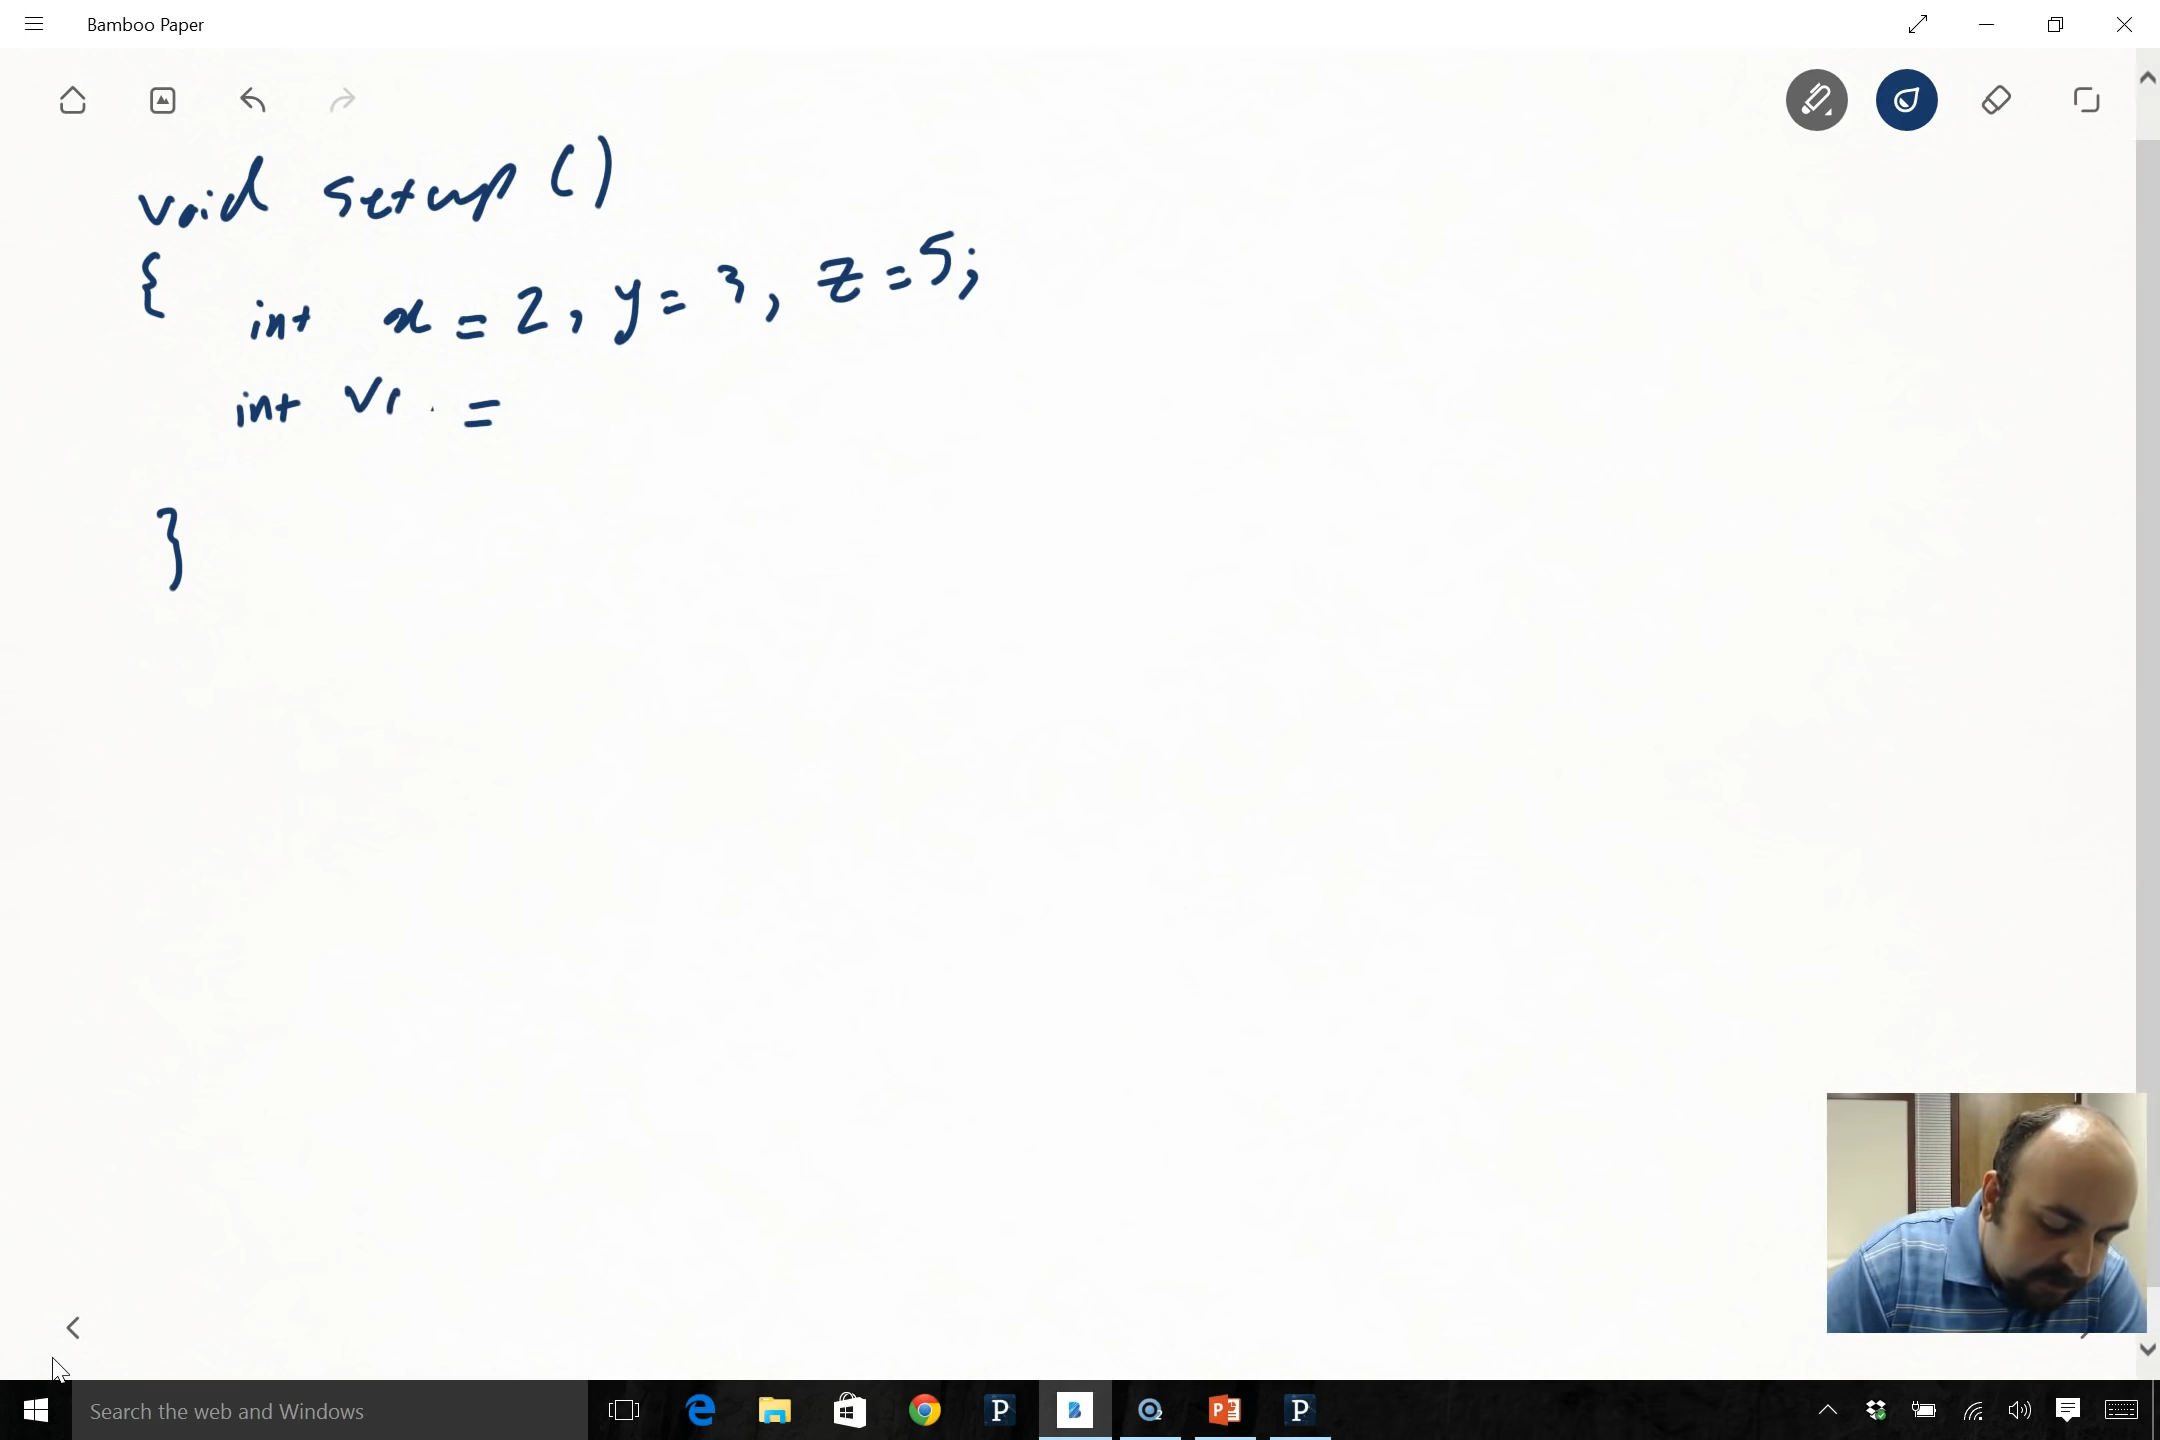 Bamboo Paper
void setup ()
{ int x = 2, y = 3, z = 5;
int V1 . =
}
Search the web and Windows